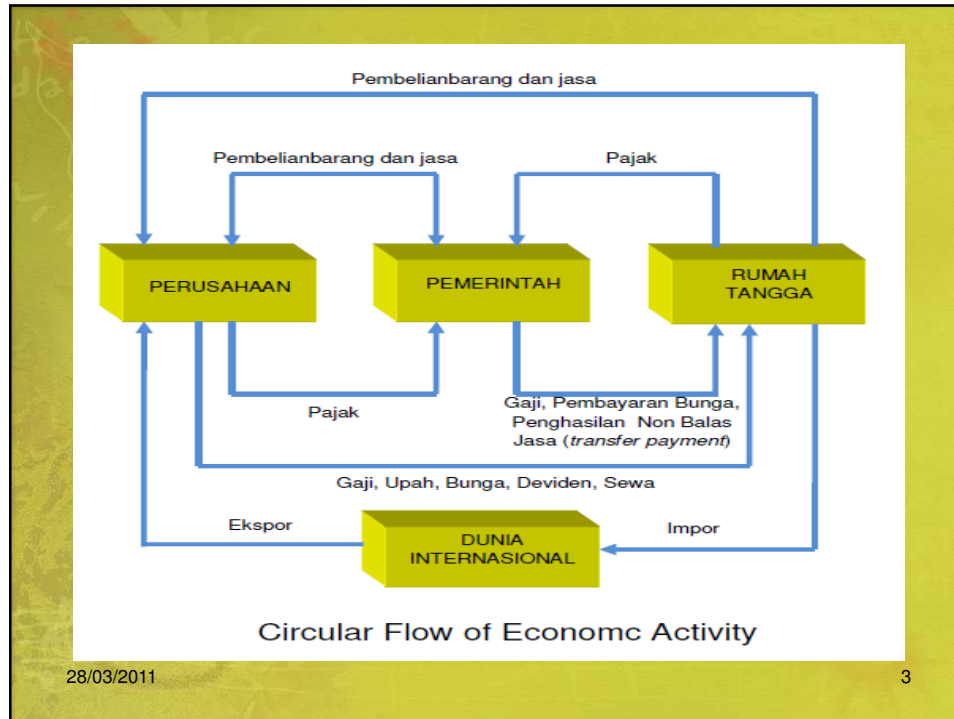 Pembelianbarang dan jasa
Pembelianbarang dan jasa
Pajak
PERUSAHAAN
PEMERINTAH
RUMAH
TANGGA
Pajak
Gaji, Pembayaran Bunga,
Penghasilan Non Balas
Jasa (transfer payment)
Gaji, Upah, Bunga, Deviden, Sewa
Ekspor
DUNIA
INTERNASIONAL
Impor
Circular Flow of Economc Activity
28/03/2011
3